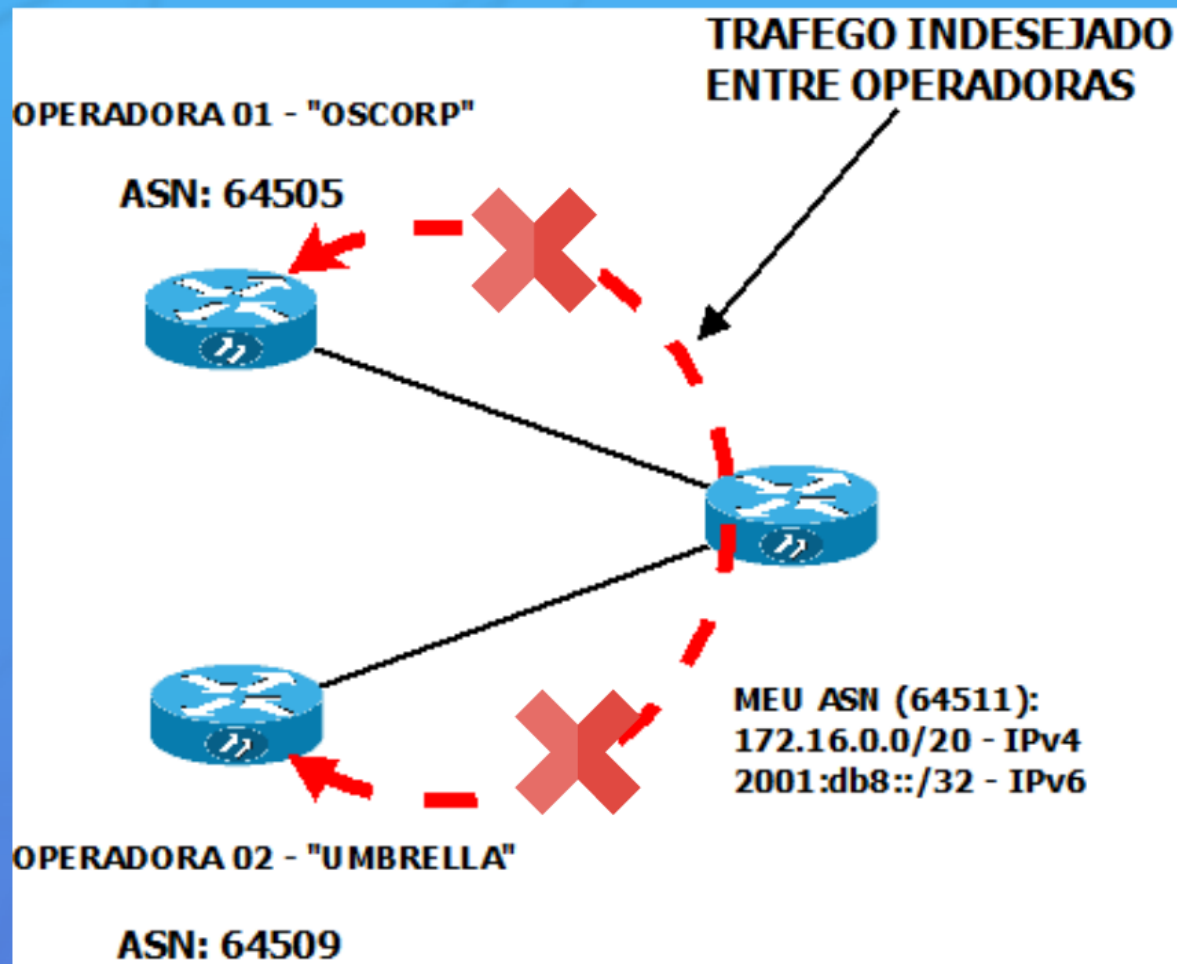 TRAFEGO INDESEJADO
ENTRE OPERADORAS
OPERADORA 01 - "OSCORP"
ASN: 64505
MEU ASN (64511):
172.16.0.0/20 - IPv4
2001:db8::/32 - IPv6
OPERADORA 02 - "UMBRELLA"
ASN: 64509